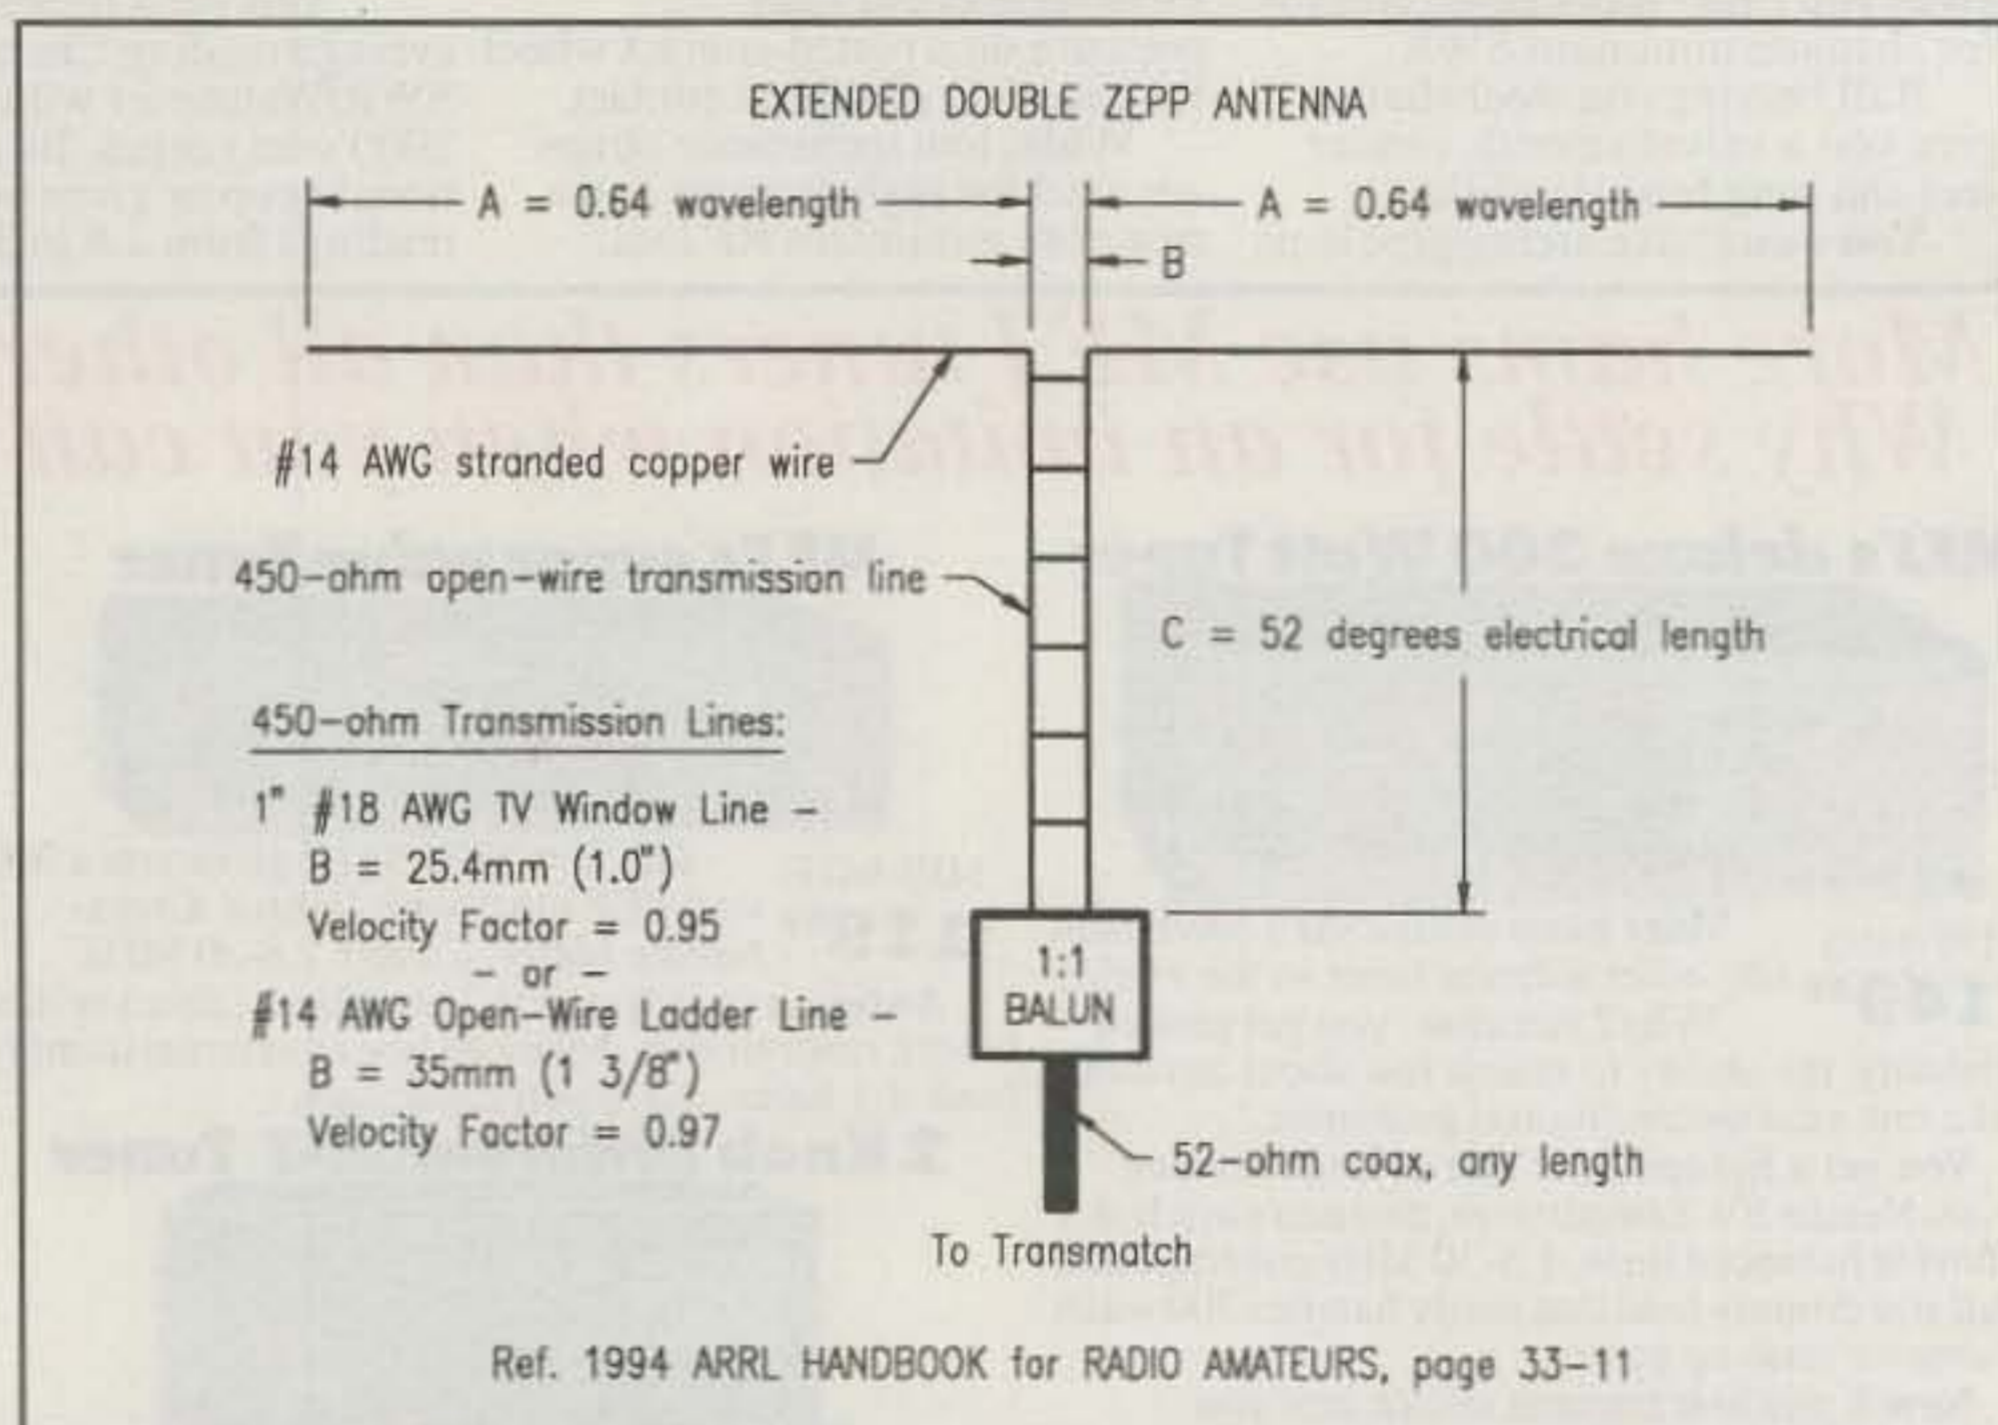 EXTENDED DOUBLE ZEPP ANTENNA
A = 0.64 wavelength
A = 0.64 wavelength
B
#14 AWG stranded copper wire
450-ohm open-wire transmission line
C = 52 degrees electrical length
450-ohm Transmission Lines:
1" #18 AWG TV Window Line -
B = 25.4mm (1.0")
Velocity Factor = 0.95
- or -
#14 AWG Open-Wire Ladder Line -
B = 35mm (1 3/8")
Velocity Factor = 0.97
1:1
BALUN
52-ohm coax, any length
To Transmatch
Ref. 1994 ARRL HANDBOOK for RADIO AMATEURS, page 33-11